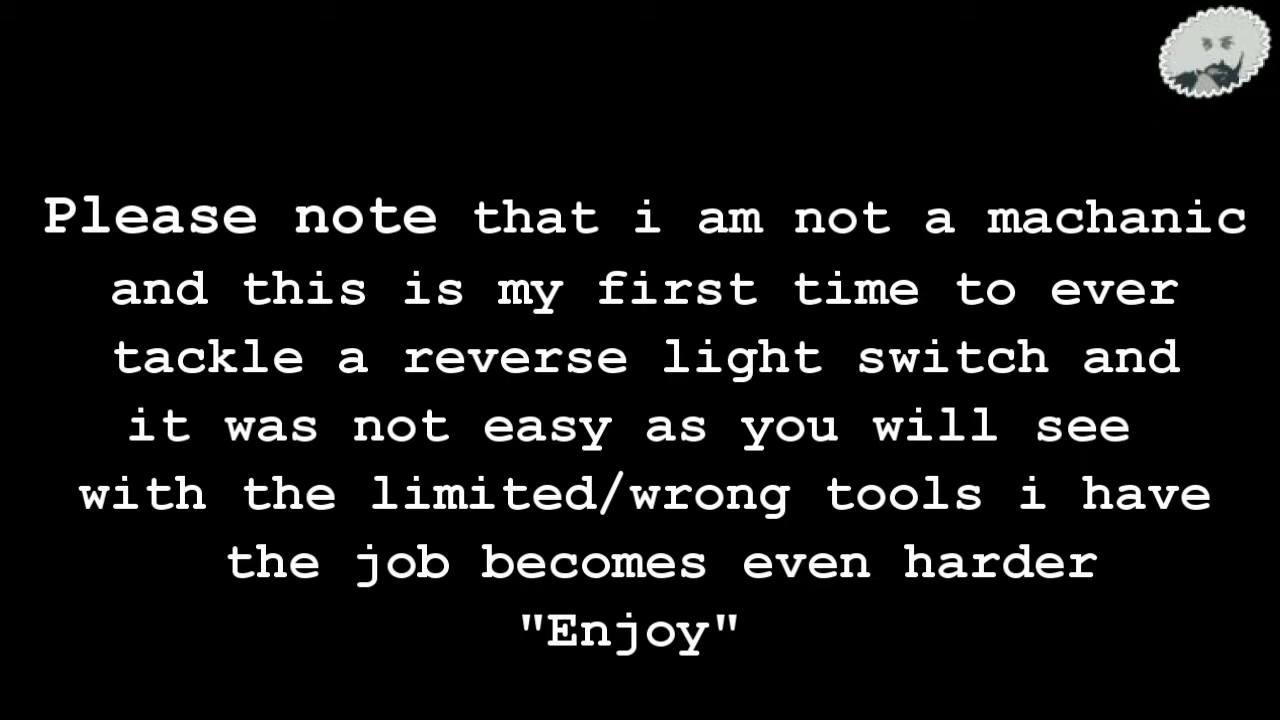 Please note that i am not a machanic
and this is my first time to ever
tackle a reverse light switch and
it was not easy as you will see
with the limited/wrong tools i have
the job becomes even harder
"Enjoy"